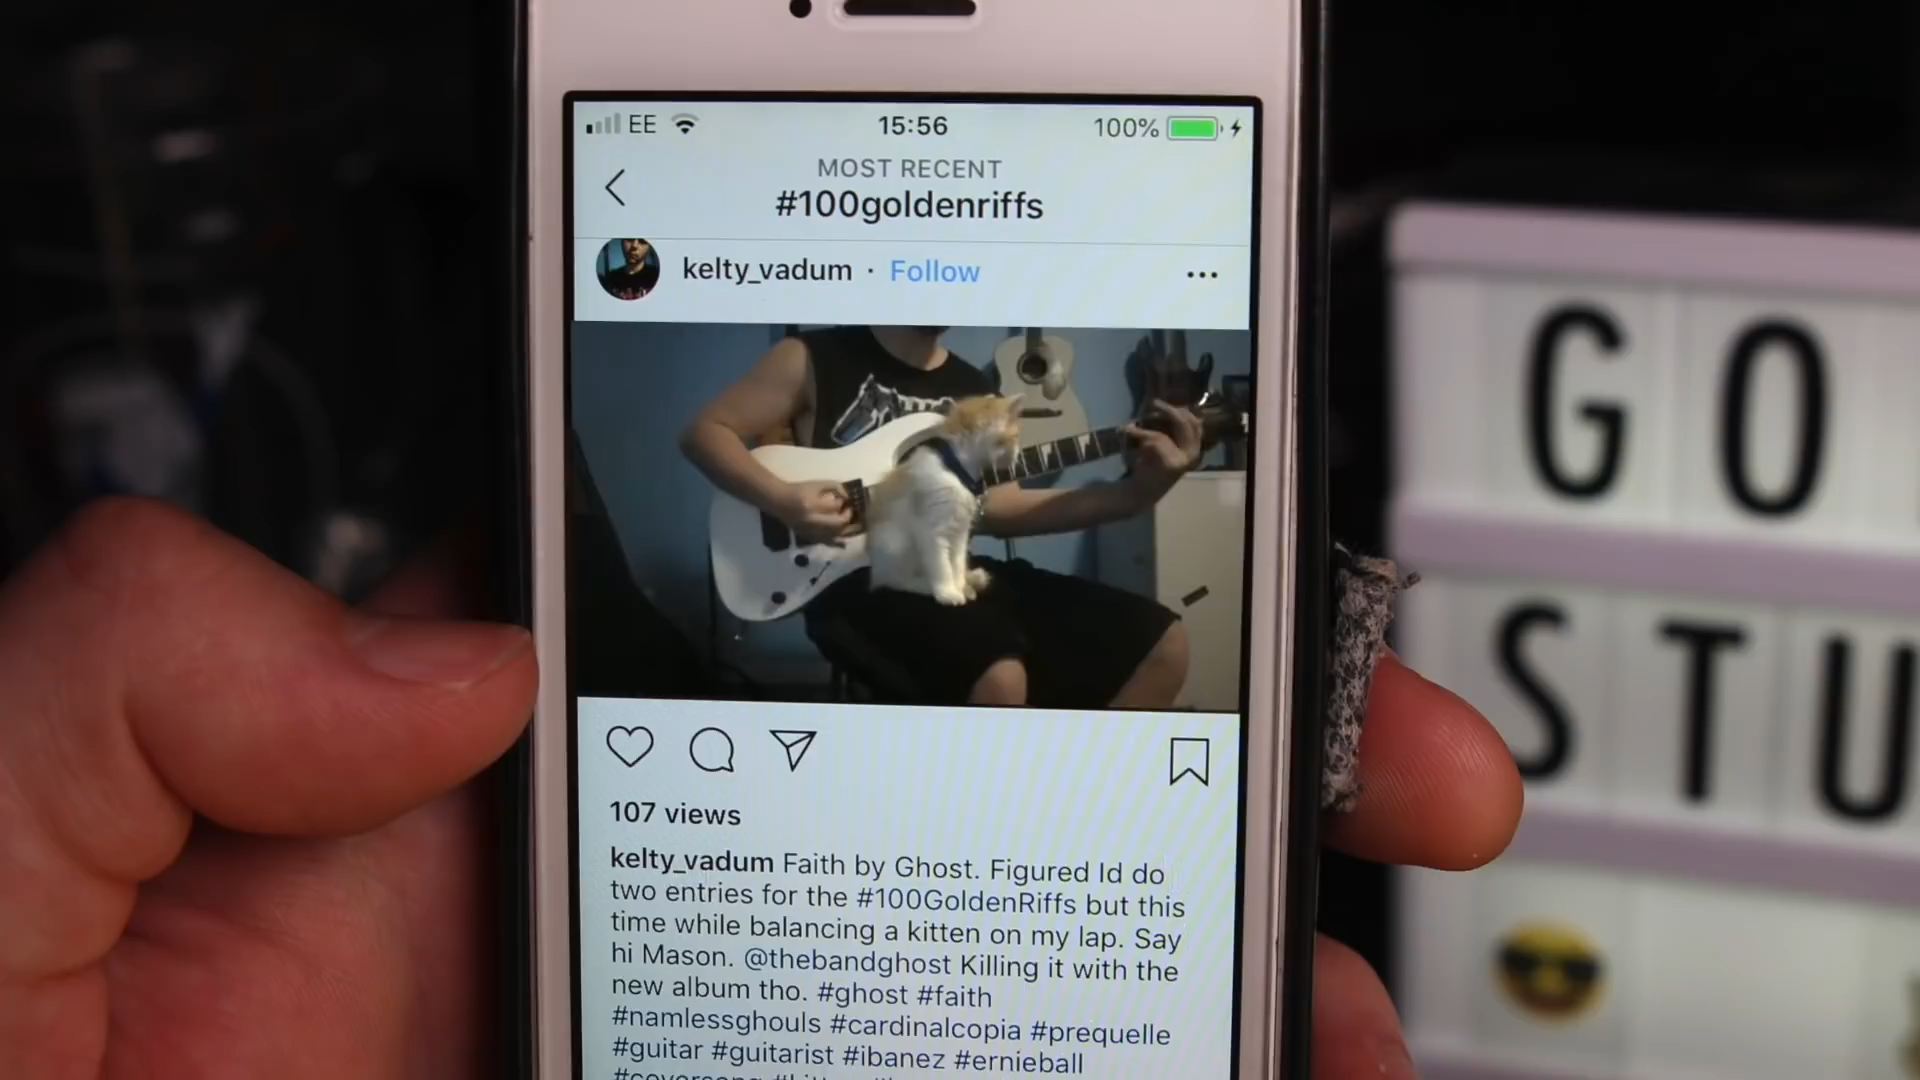 EE 15:56 100%
MOST RECENT
#100goldenriffs
kelty_vadum · Follow
107 views
kelty_vadum Faith by Ghost. Figured Id do
two entries for the #100GoldenRiffs but this
time while balancing a kitten on my lap. Say
hi Mason. @thebandghost Killing it with the
new album tho. #ghost #faith
#namlessghouls #cardinalcopia #prequelle
#guitar #guitarist #ibanez #ernieball
GO
STU